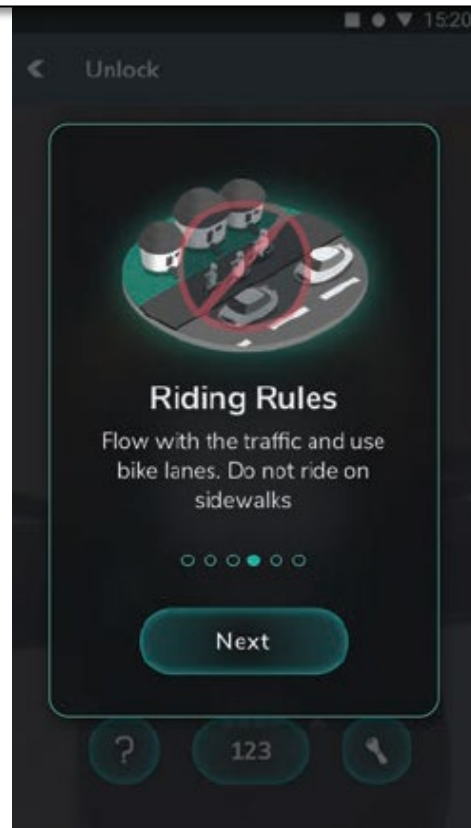 15:20
Unlock
Riding Rules
Flow with the traffic and use
bike lanes. Do not ride on
sidewalks
Next
?
123